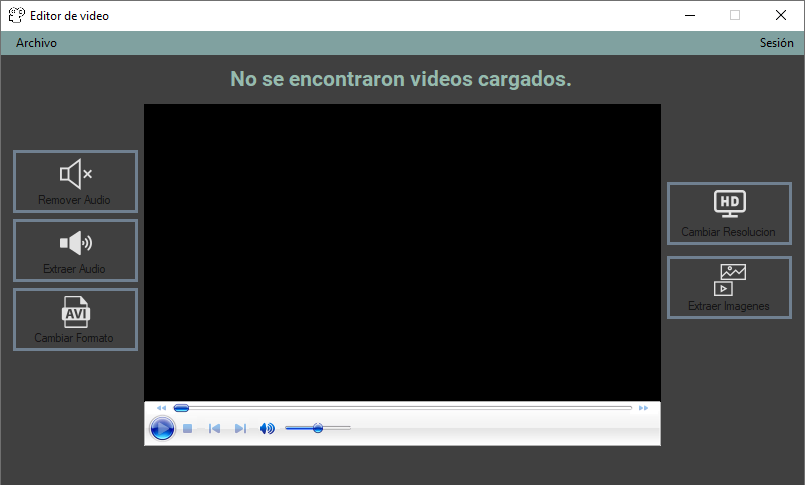 Editor de video
Archivo
Sesión
No se encontraron videos cargados.
Remover Audio
Extraer Audio
AVI
Cambiar Formato
HD
Cambiar Resolucion
Extraer Imagenes